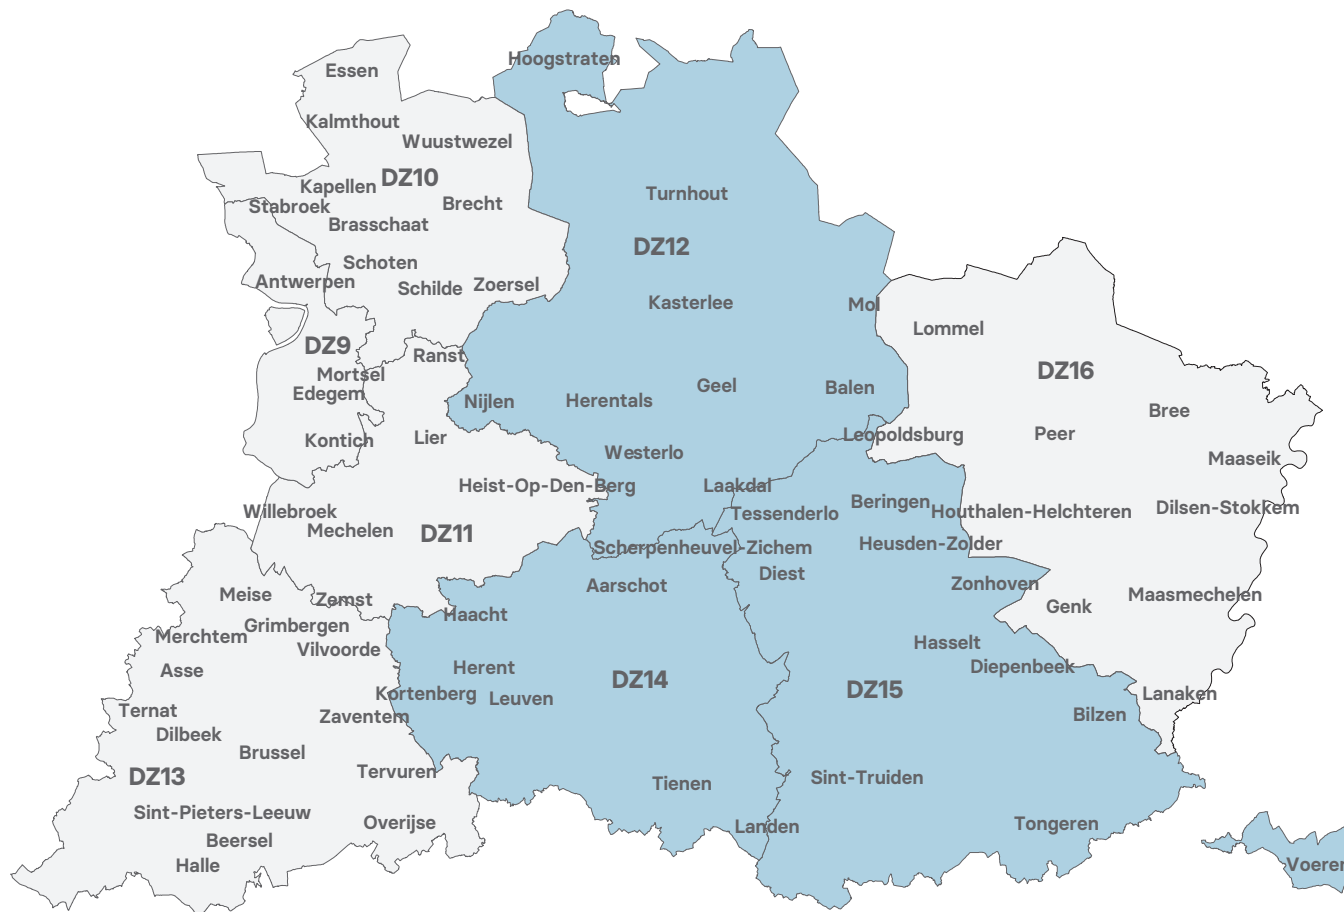 Hoogstraten
Essen
Kalmthout
Wuustwezel
DZ10
Kapellen
Turnhout
Stabroek
Brecht
Brasschaat
DZ12
Schoten
Antwerpen
Schilde
Zoersel
Kasterlee
Mol
Lommel
DZ9
Ranst
DZ16
Mortsel
Edegem
Geel
Balen
Nijlen
Herentals
Bree
Kontich
Lier
Leopoldsburg
Peer
Westerlo
Maaseik
Heist-Op-Den-Berg
Laakdal
Beringen
Willebroek
Tessenderlo
Houthalen-Helchteren
Dilsen-Stokkem
Mechelen
DZ11
Scherpenheuvel-Zichem
Heusden-Zolder
Diest
Aarschot
Zonhoven
Meise
Zemst
Genk
Maasmechelen
Haacht
Grimbergen
Merchtem
Vilvoorde
Hasselt
Asse
Herent
Diepenbeek
DZ14
DZ15
Kortenberg
Leuven
Lanaken
Ternat
Zaventem
Bilzen
Dilbeek
Brussel
DZ13
Tervuren
Tienen
Sint-Truiden
Sint-Pieters-Leeuw
Overijse
Landen
Tongeren
Beersel
Halle
Voeren